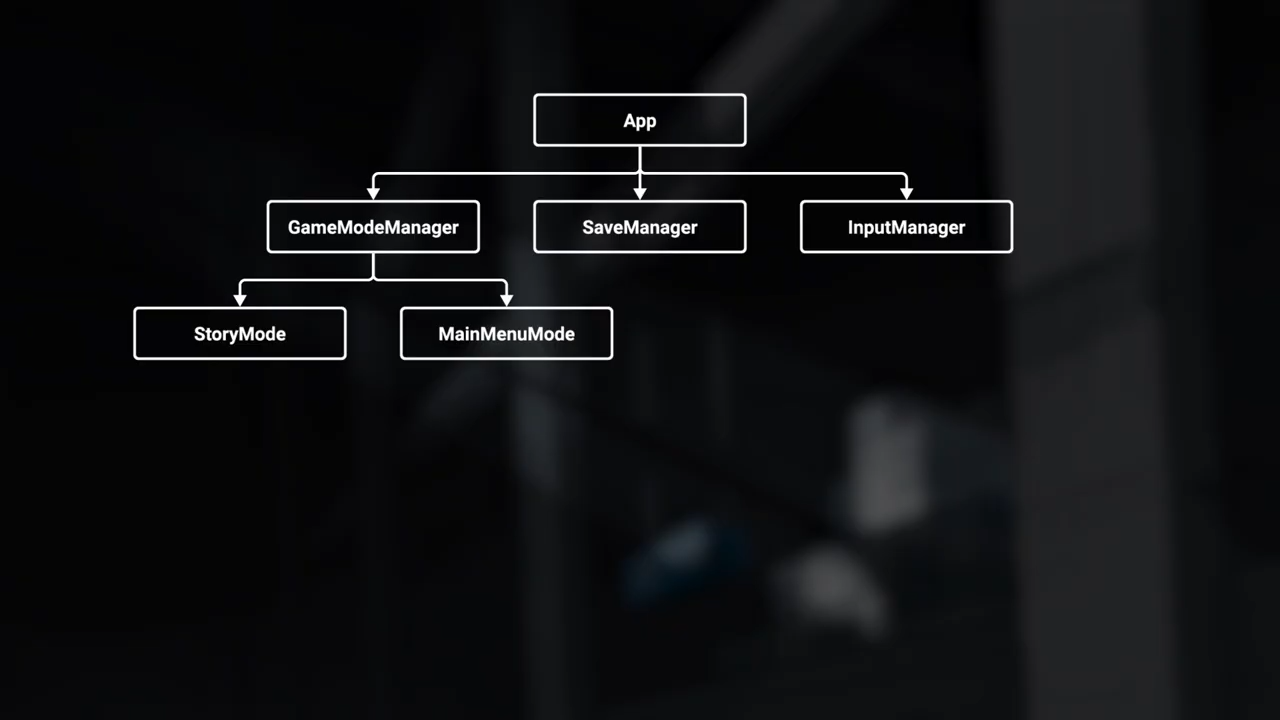 App
GameModeManager
SaveManager
InputManager
StoryMode
MainMenuMode